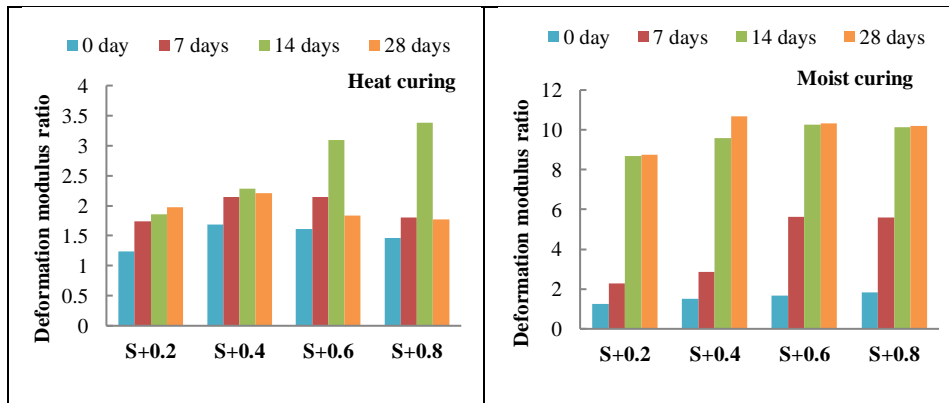 0 day 7 days 14 days 28 days
Heat curing
Deformation modulus ratio
4
3.5
3
2.5
2
1.5
1
0.5
0
S+0.2 S+0.4 S+0.6 S+0.8
0 day 7 days 14 days 28 days
Moist curing
Deformation modulus ratio
12
10
8
6
4
2
0
S+0.2 S+0.4 S+0.6 S+0.8